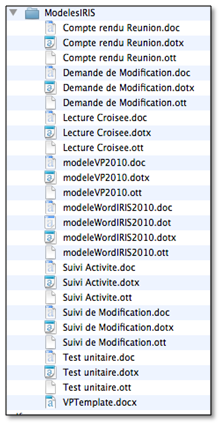 ModelesIRIS
Compte rendu Reunion.doc
Compte rendu Reunion.dotx
Compte rendu Reunion.ott
Demande de Modification.doc
Demande de Modification.dotx
Demande de Modification.ott
Lecture Croisee.doc
Lecture Croisee.dotx
Lecture Croisee.ott
modeleVP2010.doc
modeleVP2010.dotx
modeleVP2010.ott
modeleWordIRIS2010.doc
modeleWordIRIS2010.dot
modeleWordIRIS2010.dotx
modeleWordIRIS2010.ott
Suivi Activite.doc
Suivi Activite.dotx
Suivi Activite.ott
Suivi de Modification.doc
Suivi de Modification.dotx
Suivi de Modification.ott
Test unitaire.doc
Test unitaire.dotx
Test unitaire.ott
VPTemplate.docx